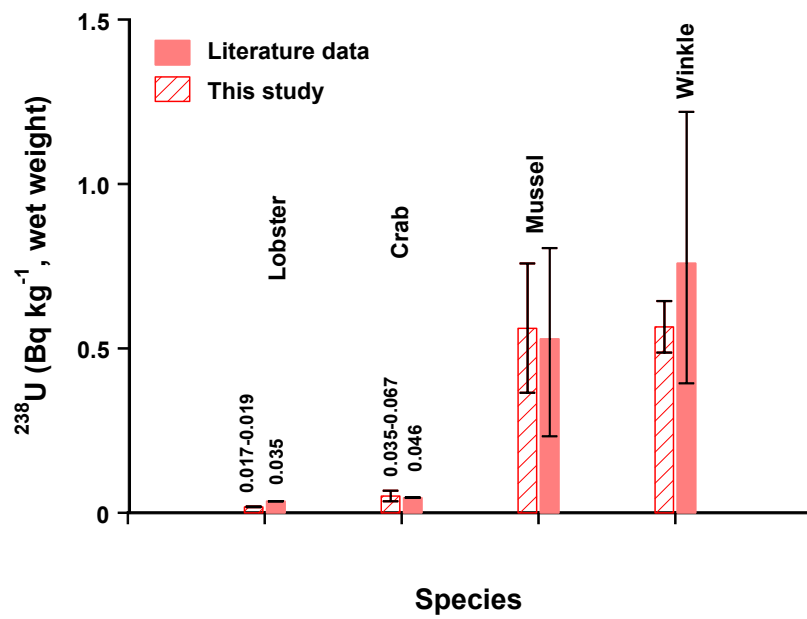 1.5
Literature data
This study
Winkle
1.0
Mussel
Crab
Lobster
0.5
0.017-0.019
0.035
0.035-0.067
0.046
0
²³⁸U (Bq kg⁻¹, wet weight)
Species